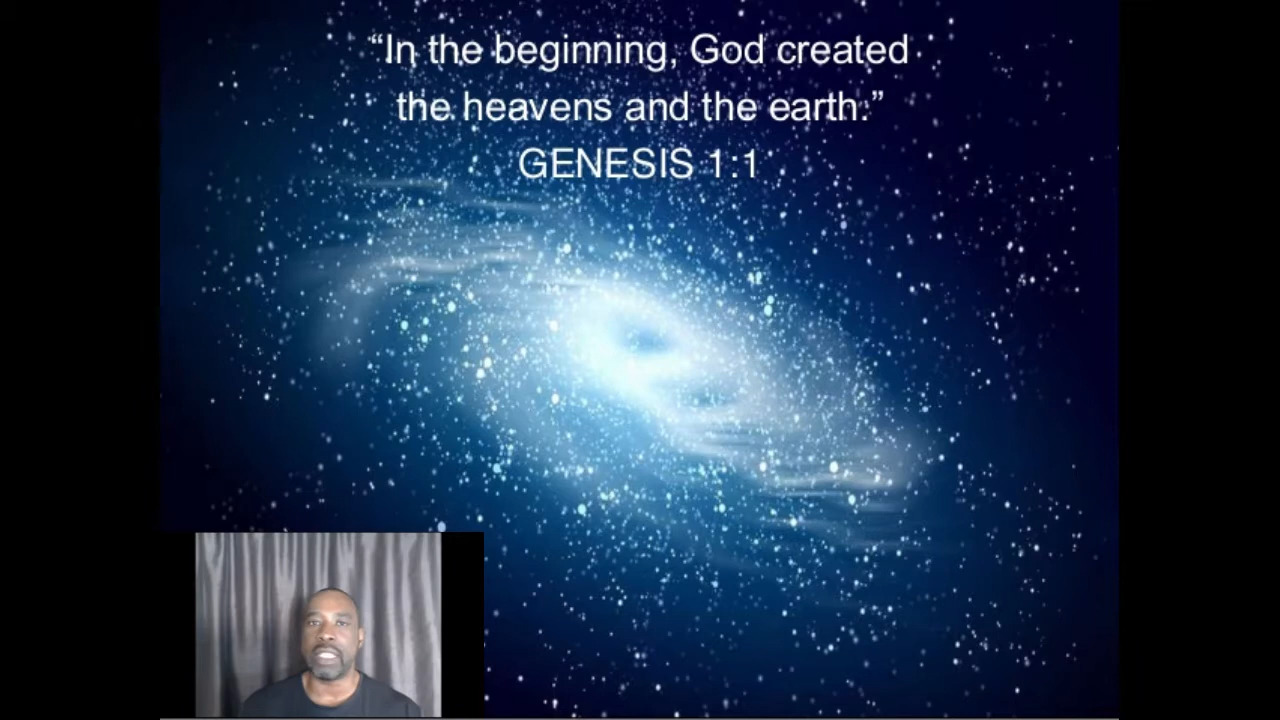 “In the beginning, God created
the heavens and the earth.”
GENESIS 1:1